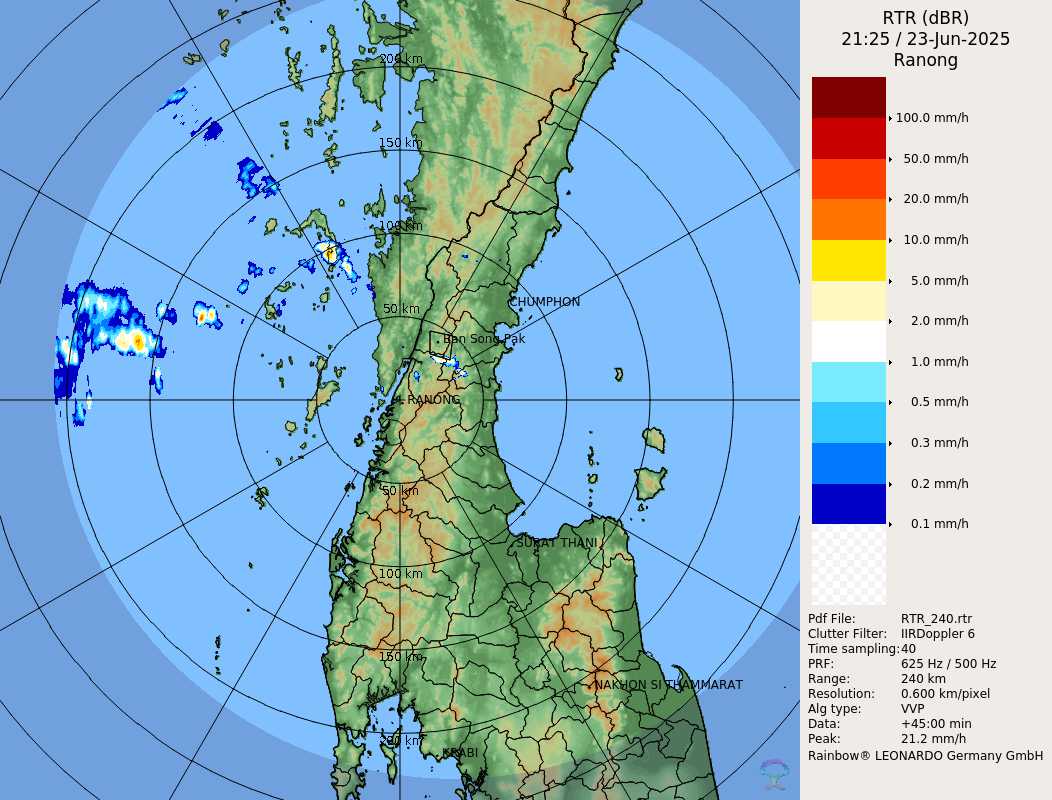 RTR (dBR)
21:25 / 23-Jun-2025
Ranong
200 km
150 km
100 km
50 km
CHUMPHON
Ban Song Pak
RANONG
50 km
SURAT THANI
100 km
150 km
NAKHON SI THAMMARAT
200 km
KRABI
100.0 mm/h
50.0 mm/h
20.0 mm/h
10.0 mm/h
5.0 mm/h
2.0 mm/h
1.0 mm/h
0.5 mm/h
0.3 mm/h
0.2 mm/h
0.1 mm/h
Pdf File: RTR_240.rtr
Clutter Filter: IIRDoppler 6
Time sampling:40
PRF: 625 Hz / 500 Hz
Range: 240 km
Resolution: 0.600 km/pixel
Alg type: VVP
Data: +45:00 min
Peak: 21.2 mm/h
Rainbow® LEONARDO Germany GmbH